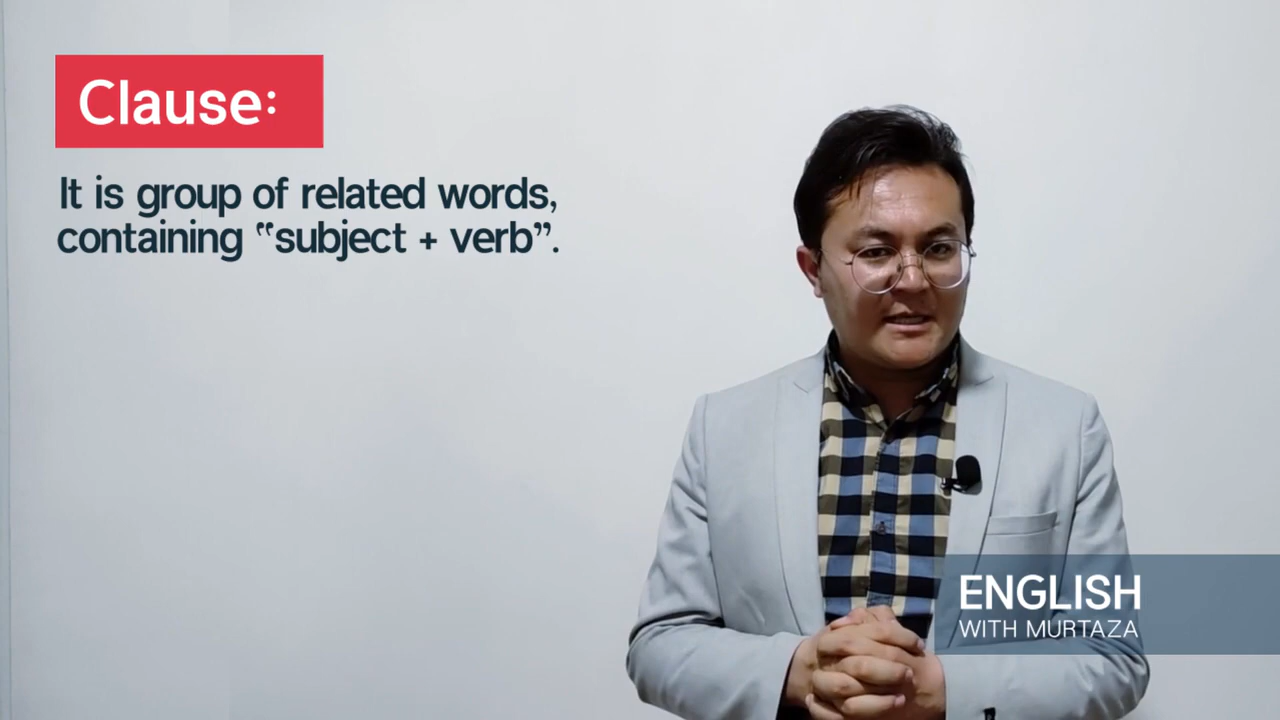 Clause:
It is group of related words,
containing “subject + verb”.
ENGLISH
WITH MURTAZA